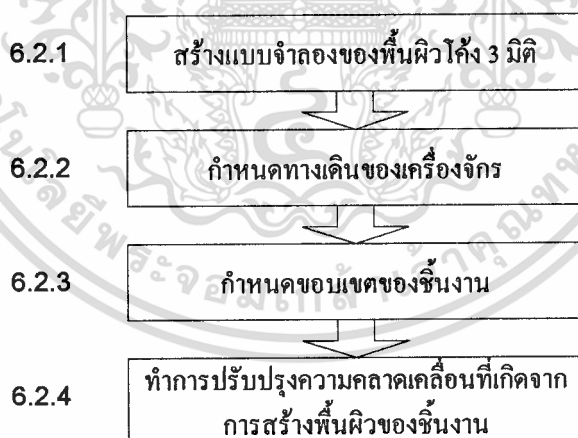 6.2.1 สร้างแบบจำลองของพื้นผิวโค้ง 3 มิติ
6.2.2 กำหนดทางเดินของเครื่องจักร
6.2.3 กำหนดขอบเขตของชิ้นงาน
6.2.4 ทำการปรับปรุงความคลาดเคลื่อนที่เกิดจาก
การสร้างพื้นผิวของชิ้นงาน